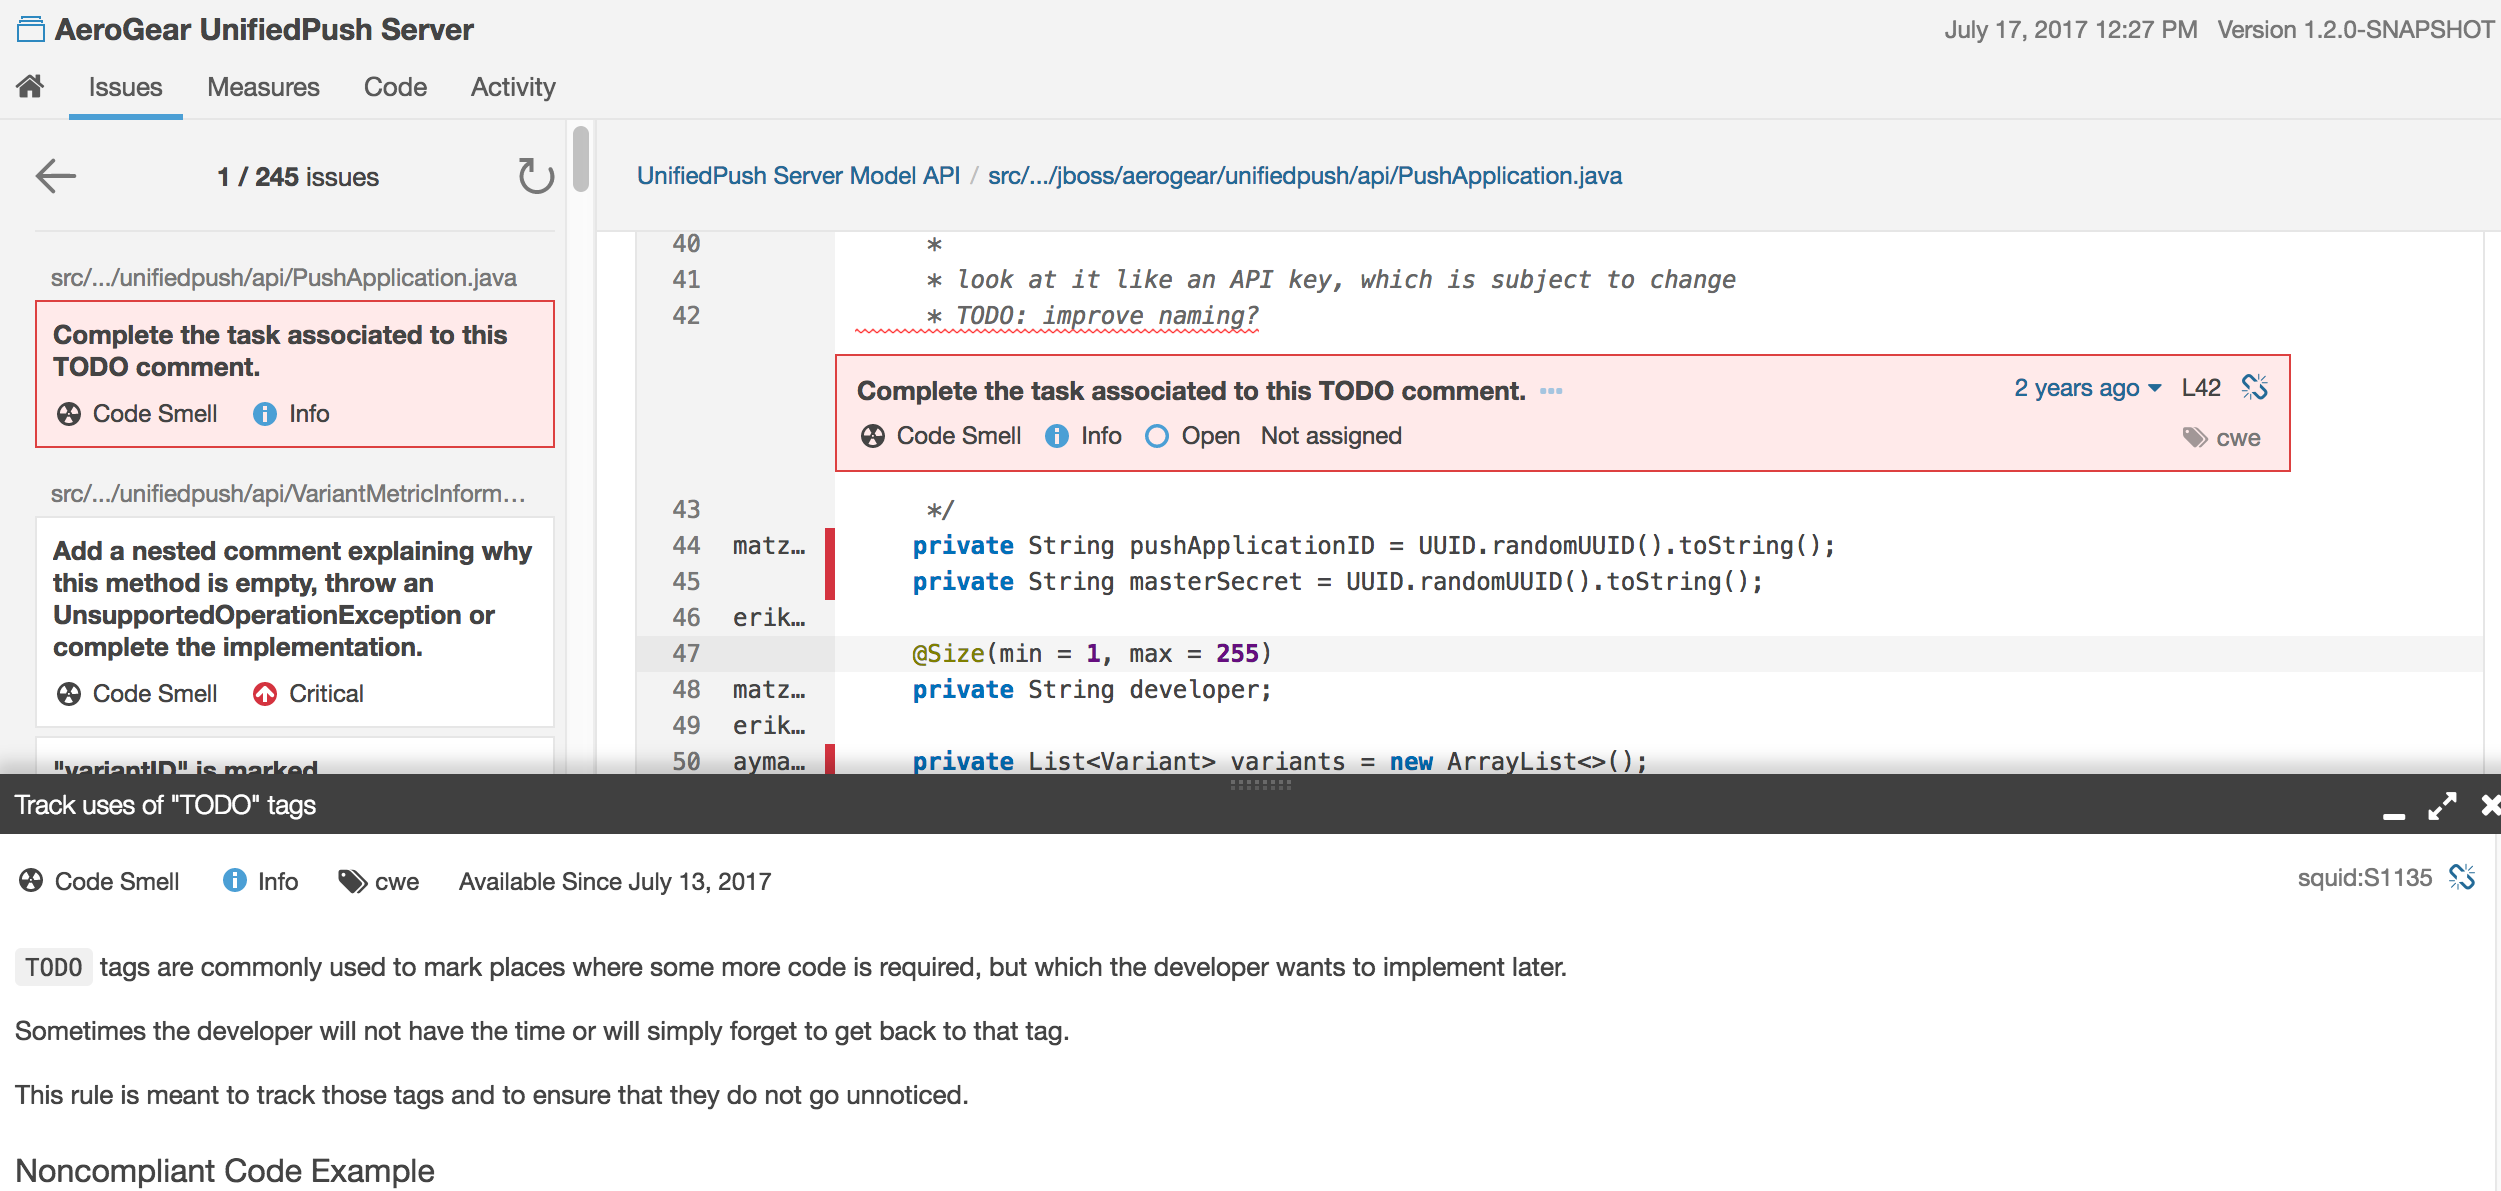 AeroGear UnifiedPush Server
July 17, 2017 12:27 PM Version 1.2.0-SNAPSHOT
Issues Measures Code Activity
1 / 245 issues
UnifiedPush Server Model API / src/.../jboss/aerogear/unifiedpush/api/PushApplication.java
src/.../unifiedpush/api/PushApplication.java
Complete the task associated to this
TODO comment.
Code Smell Info
src/.../unifiedpush/api/VariantMetricInform...
Add a nested comment explaining why
this method is empty, throw an
UnsupportedOperationException or
complete the implementation.
Code Smell Critical
"variantID" is marked
40 *
41 * look at it like an API key, which is subject to change
42 * TODO: improve naming?
Complete the task associated to this TODO comment.
2 years ago L42
Code Smell Info Open Not assigned
cwe
43 */
44 matz... private String pushApplicationID = UUID.randomUUID().toString();
45 private String masterSecret = UUID.randomUUID().toString();
46 erik...
47 @Size(min = 1, max = 255)
48 matz... private String developer;
49 erik...
50 ayma... private List<Variant> variants = new ArrayList<>();
Track uses of "TODO" tags
Code Smell Info cwe Available Since July 13, 2017
squid:S1135
TODO tags are commonly used to mark places where some more code is required, but which the developer wants to implement later.
Sometimes the developer will not have the time or will simply forget to get back to that tag.
This rule is meant to track those tags and to ensure that they do not go unnoticed.
Noncompliant Code Example